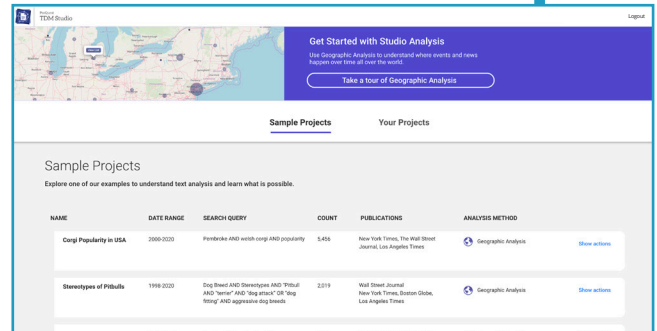 ProQuest
TDM Studio
Logout
Get Started with Studio Analysis
Use Geographic Analysis to understand where events and news
happen over time all over the world.
Take a tour of Geographic Analysis
Sample Projects
Your Projects
Sample Projects
Explore one of our examples to understand text analysis and learn what is possible.
NAME DATE RANGE SEARCH QUERY COUNT PUBLICATIONS ANALYSIS METHOD
Corgi Popularity in USA 2000-2020 Pembroke AND welsh corgi AND popularity 5,456 New York Times, The Wall Street
Journal, Los Angeles Times
Geographic Analysis
Show actions
Stereotypes of Pitbulls 1998-2020 Dog Breed AND Stereotypes AND "Pitbull
AND "terrier" AND "dog attack" OR "dog
fitting" AND aggressive dog breeds
2,019
Wall Street Journal
New York Times, Boston Globe,
Los Angeles Times
Geographic Analysis
Show actions